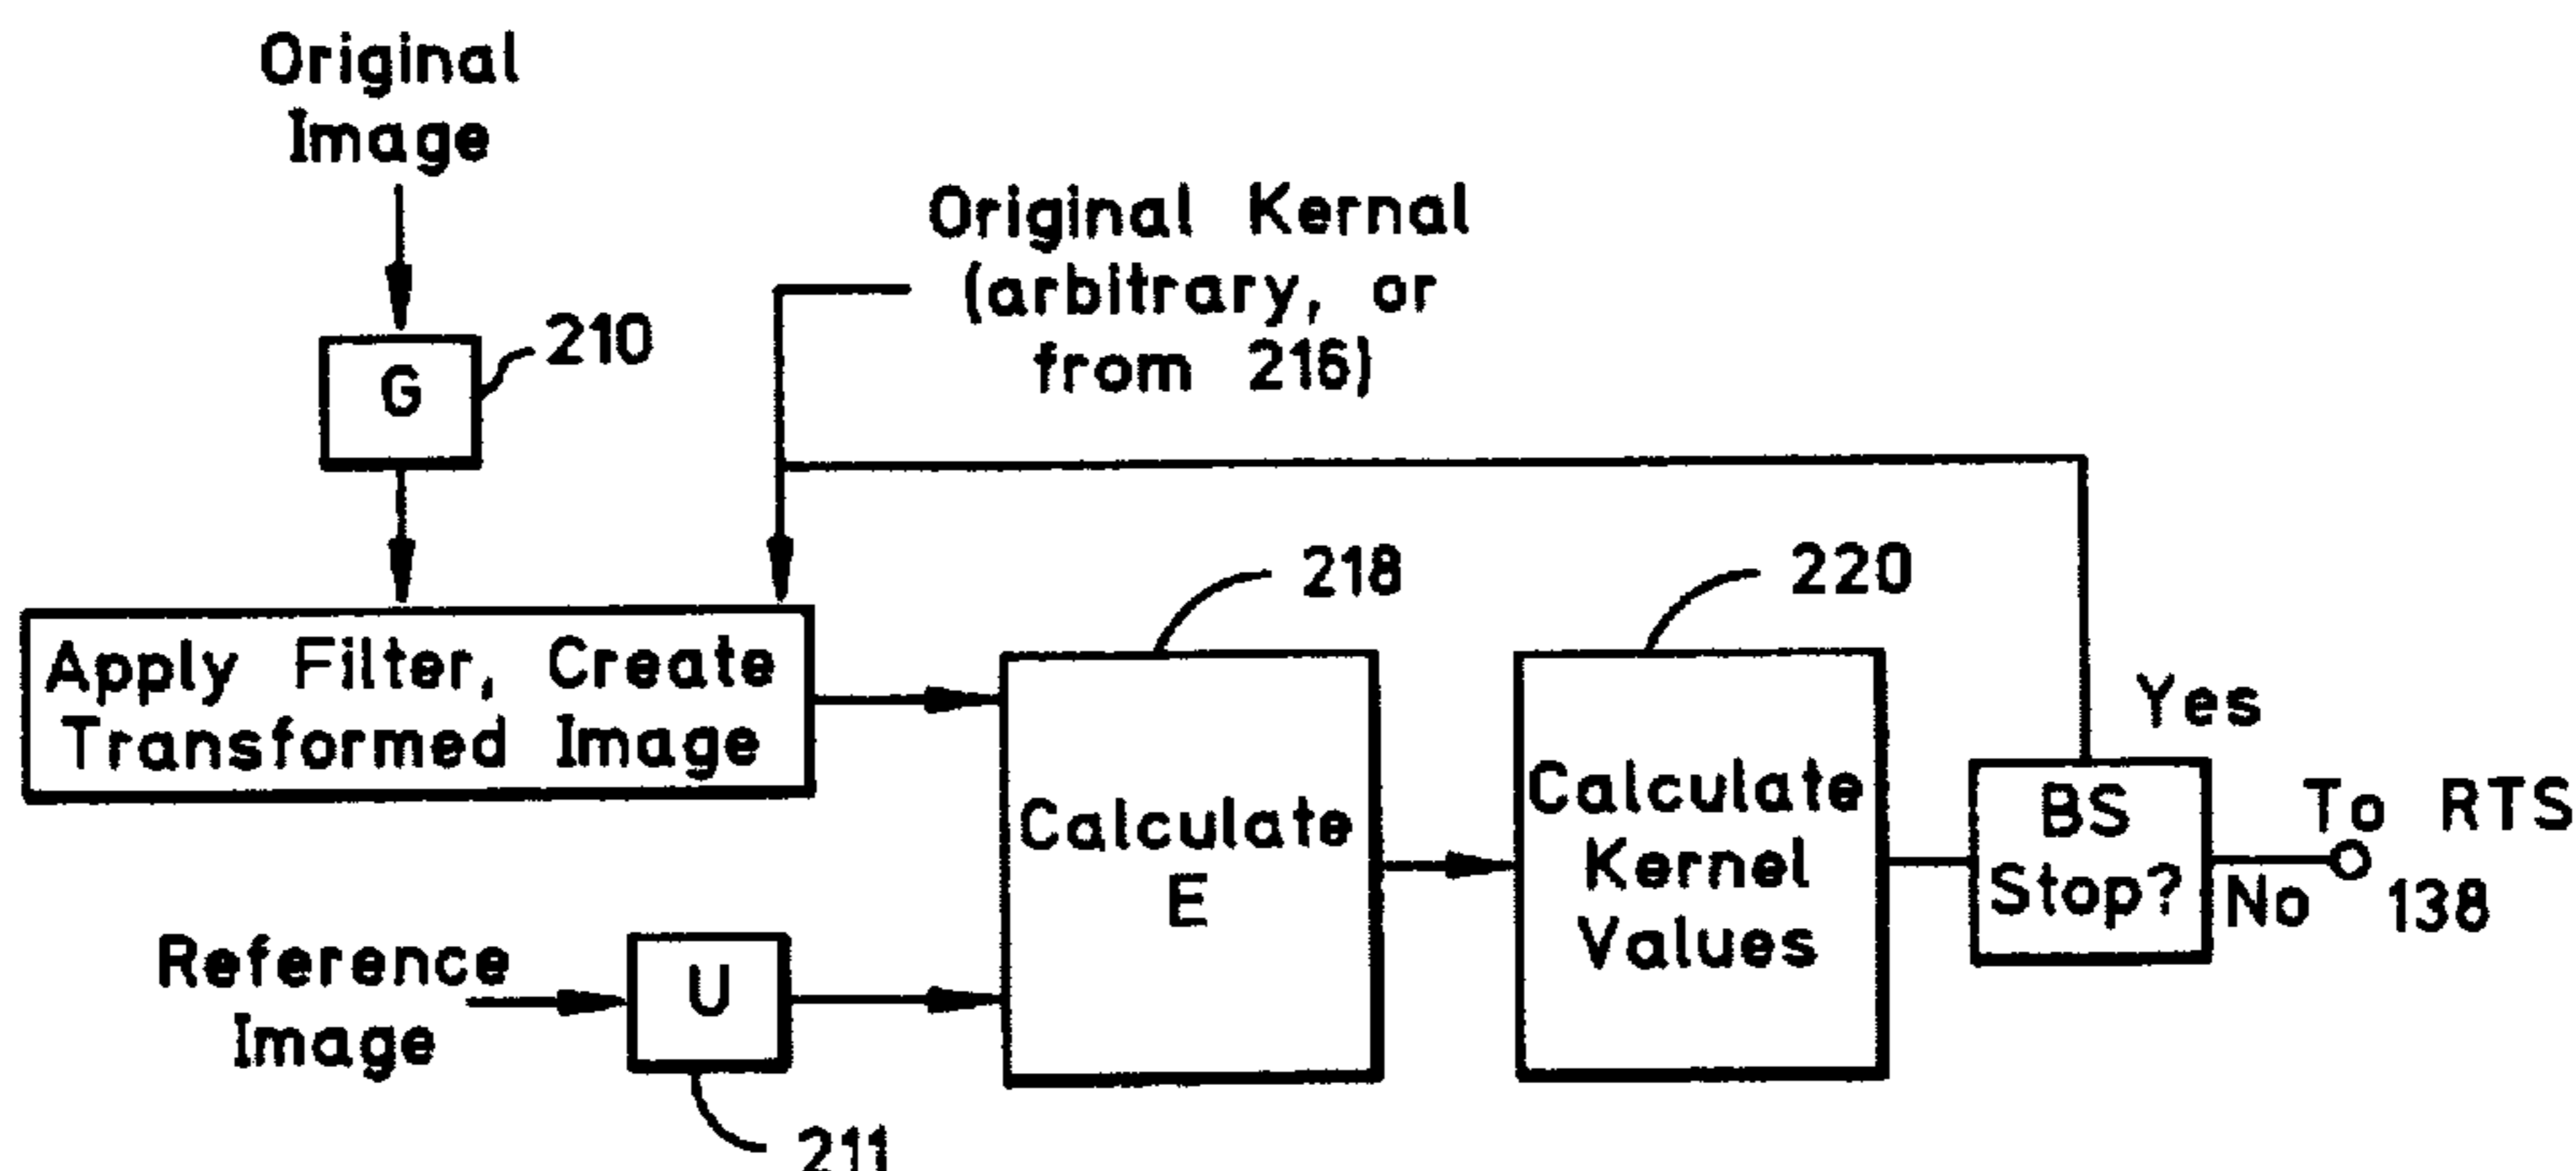 Original
Image
G
210
Original Kernal
(arbitrary, or
from 216)
Apply Filter, Create
Transformed Image
218
Calculate
E
220
Calculate
Kernel
Values
Yes
BS
Stop?
No
To RTS
138
Reference
Image
U
211